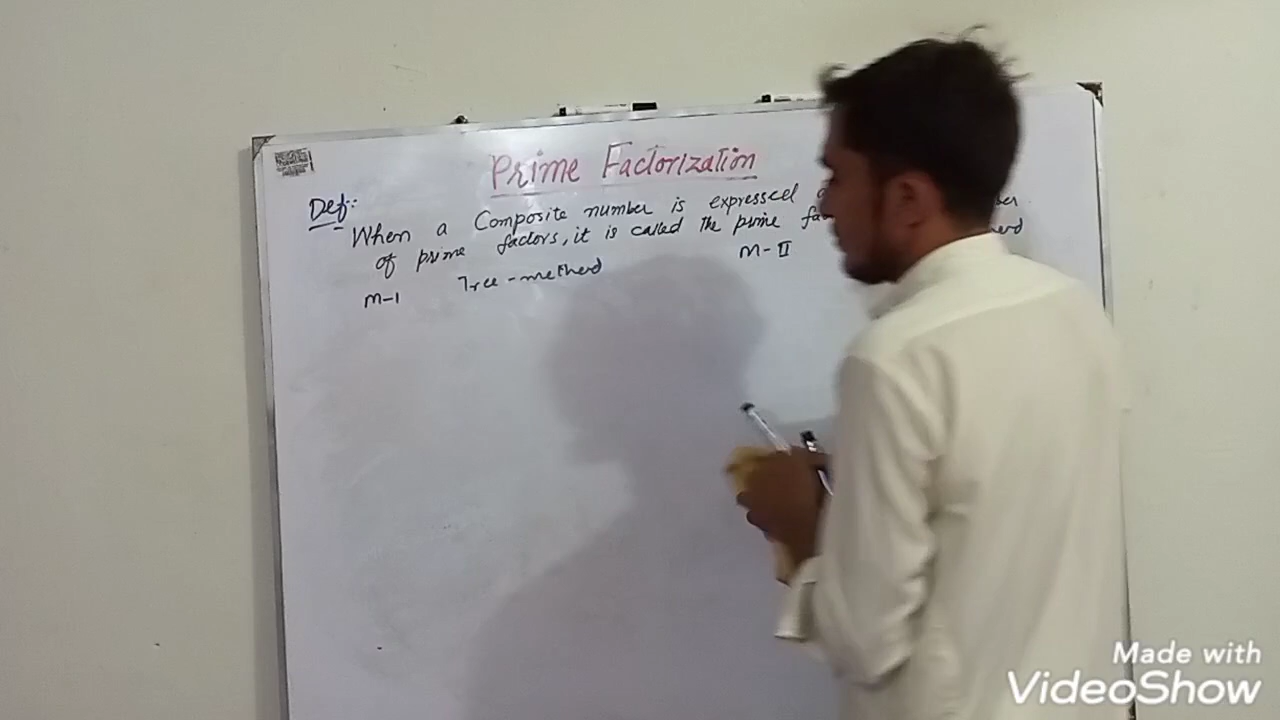 Prime Factorization
Def:
When a Composite number is expressed
of prime factors, it is called the prime
M-I Tree-method M-II
Made with
VideoShow